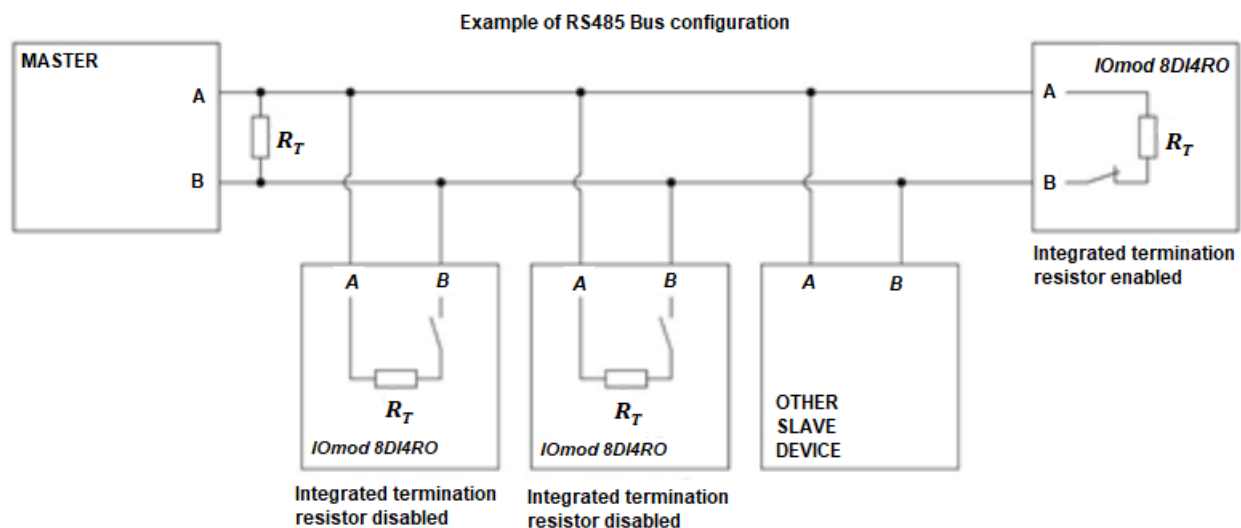 Example of RS485 Bus configuration
MASTER
A
B
R_T
IOmod 8DI4RO
A
B
R_T
Integrated termination
resistor enabled
A B
R_T
IOmod 8DI4RO
Integrated termination
resistor disabled
A B
R_T
IOmod 8DI4RO
Integrated termination
resistor disabled
A B
OTHER
SLAVE
DEVICE